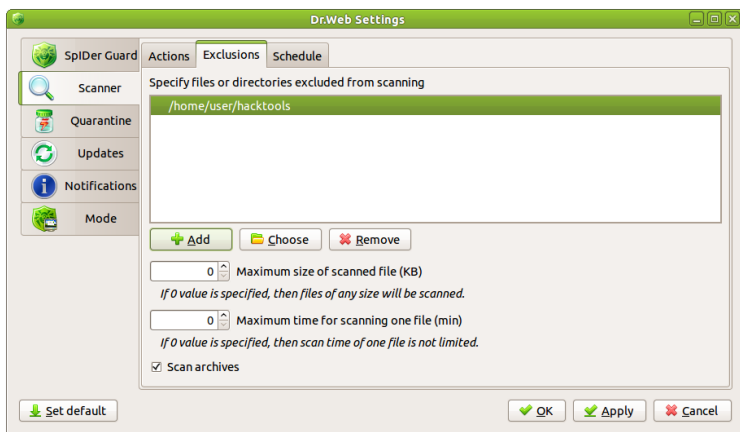 Dr.Web Settings
SpIDer Guard
Scanner
Quarantine
Updates
Notifications
Mode
Actions Exclusions Schedule
Specify files or directories excluded from scanning
/home/user/hacktools
Add Choose Remove
0 Maximum size of scanned file (KB)
If 0 value is specified, then files of any size will be scanned.
0 Maximum time for scanning one file (min)
If 0 value is specified, then scan time of one file is not limited.
Scan archives
Set default OK Apply Cancel